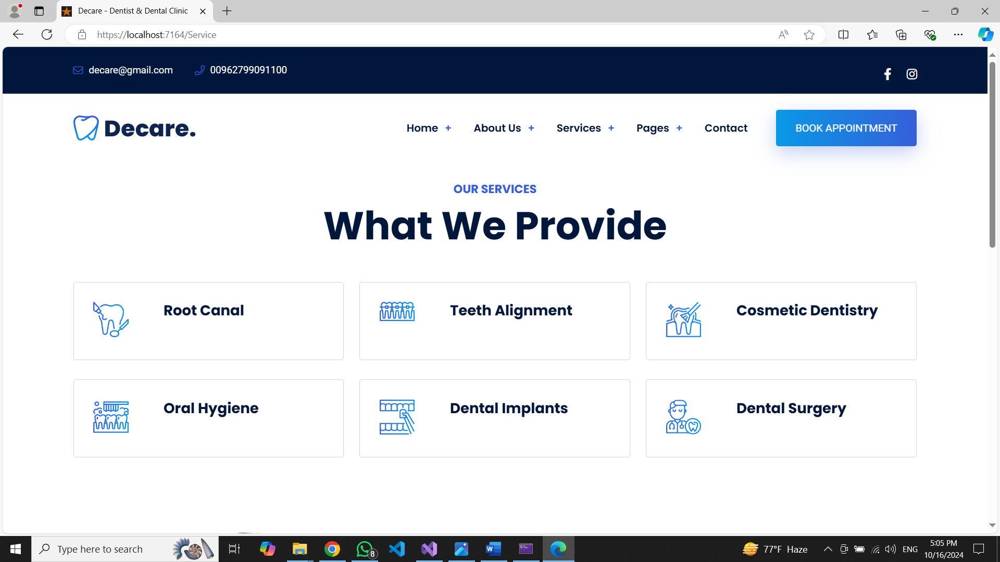 Decare - Dentist & Dental Clinic
https://localhost:7164/Service
decare@gmail.com 00962799091100
Decare. Home + About Us + Services + Pages + Contact BOOK APPOINTMENT
OUR SERVICES
What We Provide
Root Canal Teeth Alignment Cosmetic Dentistry
Oral Hygiene Dental Implants Dental Surgery
Type here to search 8 77°F Haze ENG 5:05 PM
10/16/2024